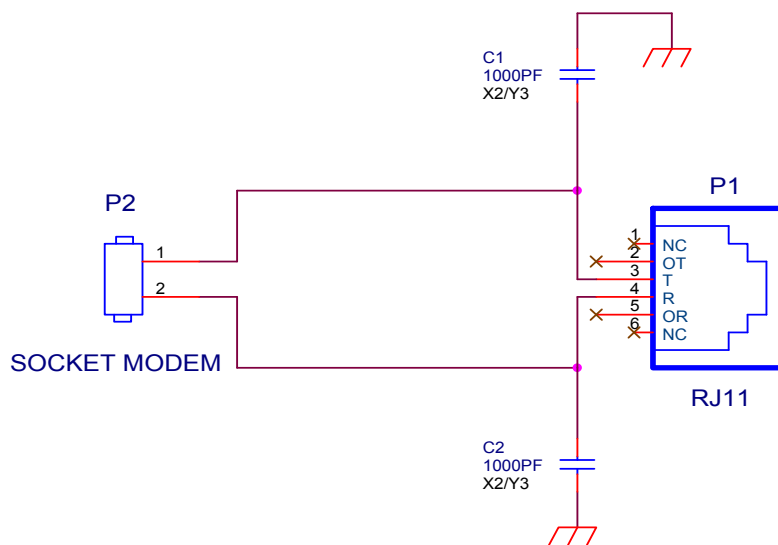 C1
1000PF
X2/Y3
P2
1
2
SOCKET MODEM
P1
1 NC
2 OT
3 T
4 R
5 OR
6 NC
RJ11
C2
1000PF
X2/Y3